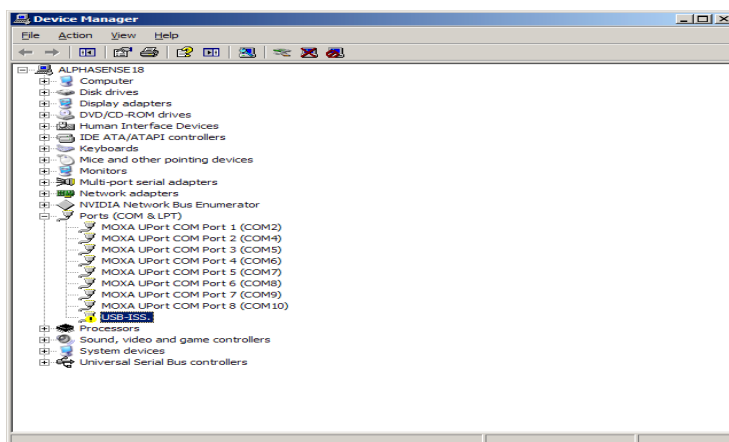 Device Manager
File Action View Help
ALPHASENSE18
Computer
Disk drives
Display adapters
DVD/CD-ROM drives
Human Interface Devices
IDE ATA/ATAPI controllers
Keyboards
Mice and other pointing devices
Monitors
Multi-port serial adapters
Network adapters
NVIDIA Network Bus Enumerator
Ports (COM & LPT)
MOXA UPort COM Port 1 (COM2)
MOXA UPort COM Port 2 (COM4)
MOXA UPort COM Port 3 (COM5)
MOXA UPort COM Port 4 (COM6)
MOXA UPort COM Port 5 (COM7)
MOXA UPort COM Port 6 (COM8)
MOXA UPort COM Port 7 (COM9)
MOXA UPort COM Port 8 (COM10)
USB-ISS.
Processors
Sound, video and game controllers
System devices
Universal Serial Bus controllers